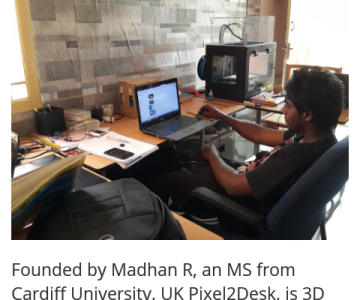 Founded by Madhan R, an MS from
Cardiff University, UK Pixel2Desk, is 3D